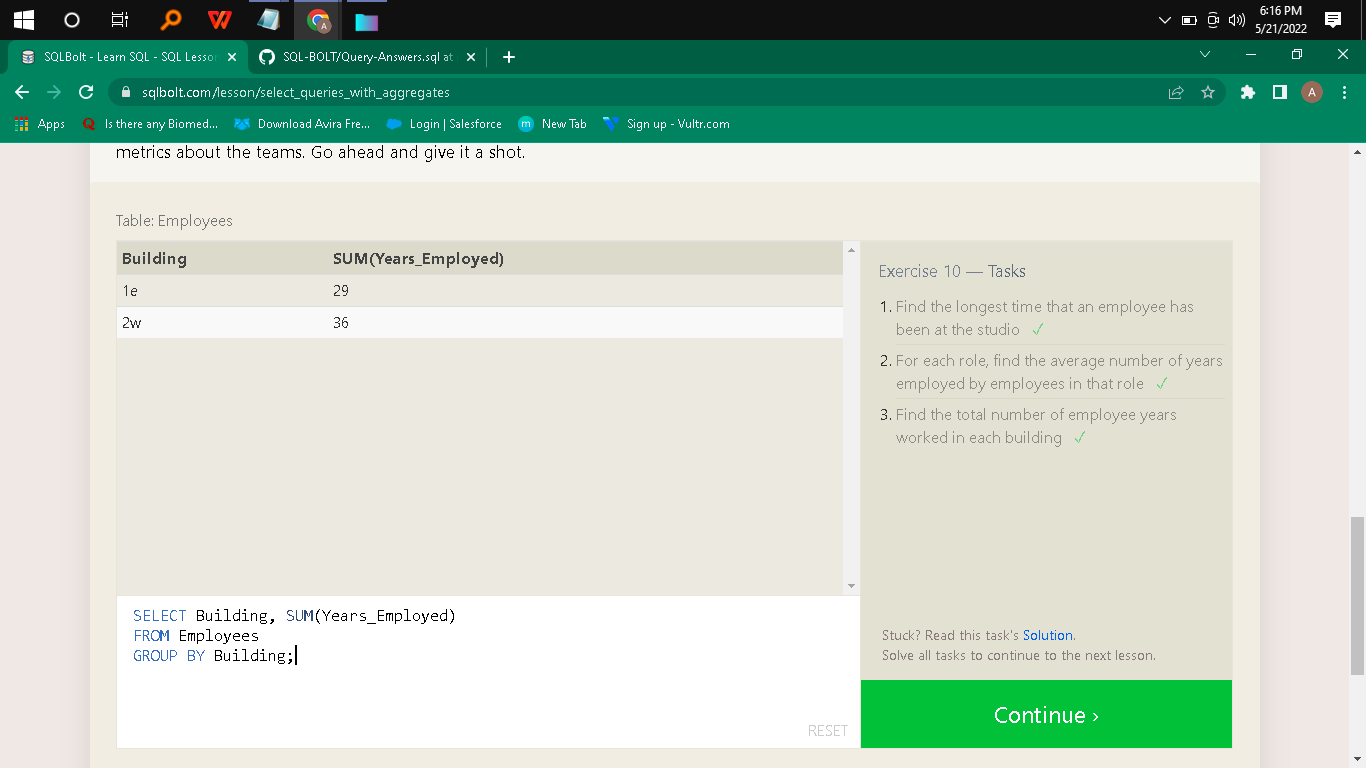 6:16 PM
5/21/2022
SQLBolt - Learn SQL - SQL Lesson
SQL-BOLT/Query-Answers.sql at
sqlbolt.com/lesson/select_queries_with_aggregates
A
Apps
Is there any Biomed...
Download Avira Fre...
Login | Salesforce
New Tab
Sign up - Vultr.com
metrics about the teams. Go ahead and give it a shot.
Table: Employees
Building SUM(Years_Employed)
1e 29
2w 36
SELECT Building, SUM(Years_Employed)
FROM Employees
GROUP BY Building;
RESET
Exercise 10 — Tasks
1. Find the longest time that an employee has
been at the studio ✓
2. For each role, find the average number of years
employed by employees in that role ✓
3. Find the total number of employee years
worked in each building ✓
Stuck? Read this task's Solution.
Solve all tasks to continue to the next lesson.
Continue ›